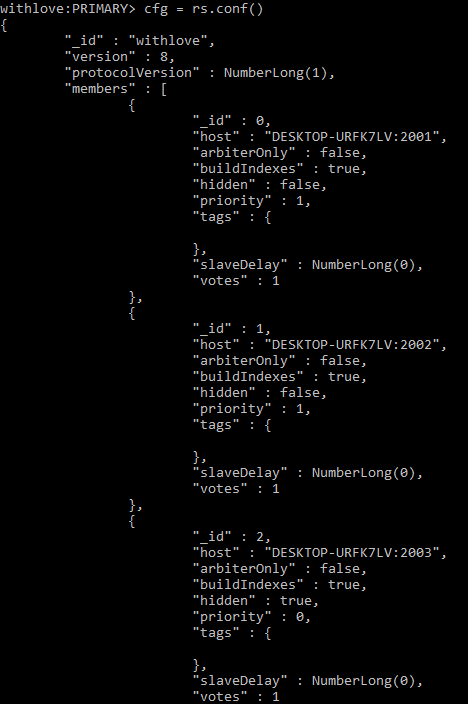 withlove:PRIMARY> cfg = rs.conf()
{
"_id" : "withlove",
"version" : 8,
"protocolVersion" : NumberLong(1),
"members" : [
{
"_id" : 0,
"host" : "DESKTOP-URFK7LV:2001",
"arbiterOnly" : false,
"buildIndexes" : true,
"hidden" : false,
"priority" : 1,
"tags" : {
},
"slaveDelay" : NumberLong(0),
"votes" : 1
},
{
"_id" : 1,
"host" : "DESKTOP-URFK7LV:2002",
"arbiterOnly" : false,
"buildIndexes" : true,
"hidden" : false,
"priority" : 1,
"tags" : {
},
"slaveDelay" : NumberLong(0),
"votes" : 1
},
{
"_id" : 2,
"host" : "DESKTOP-URFK7LV:2003",
"arbiterOnly" : false,
"buildIndexes" : true,
"hidden" : true,
"priority" : 0,
"tags" : {
},
"slaveDelay" : NumberLong(0),
"votes" : 1